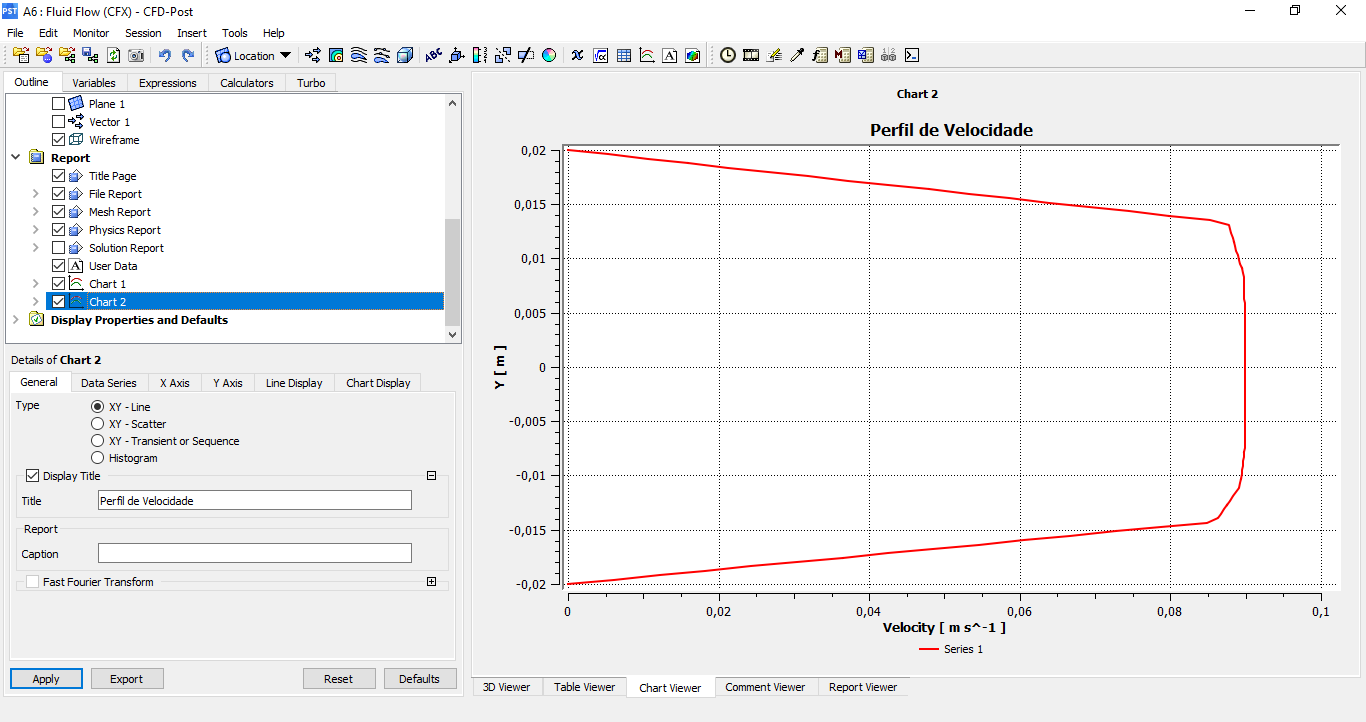 PST A6 : Fluid Flow (CFX) - CFD-Post
File Edit Monitor Session Insert Tools Help
Location
Outline Variables Expressions Calculators Turbo
Plane 1
Vector 1
Wireframe
Report
Title Page
File Report
Mesh Report
Physics Report
Solution Report
User Data
Chart 1
Chart 2
Display Properties and Defaults
Details of Chart 2
General Data Series X Axis Y Axis Line Display Chart Display
Type
XY - Line
XY - Scatter
XY - Transient or Sequence
Histogram
Display Title
Title Perfil de Velocidade
Report
Caption
Fast Fourier Transform
Apply Export Reset Defaults
Chart 2
Perfil de Velocidade
0,02
0,015
0,01
0,005
0
-0,005
-0,01
-0,015
-0,02
Y [ m ]
0 0,02 0,04 0,06 0,08 0,1
Velocity [ m s^-1 ]
Series 1
3D Viewer Table Viewer Chart Viewer Comment Viewer Report Viewer